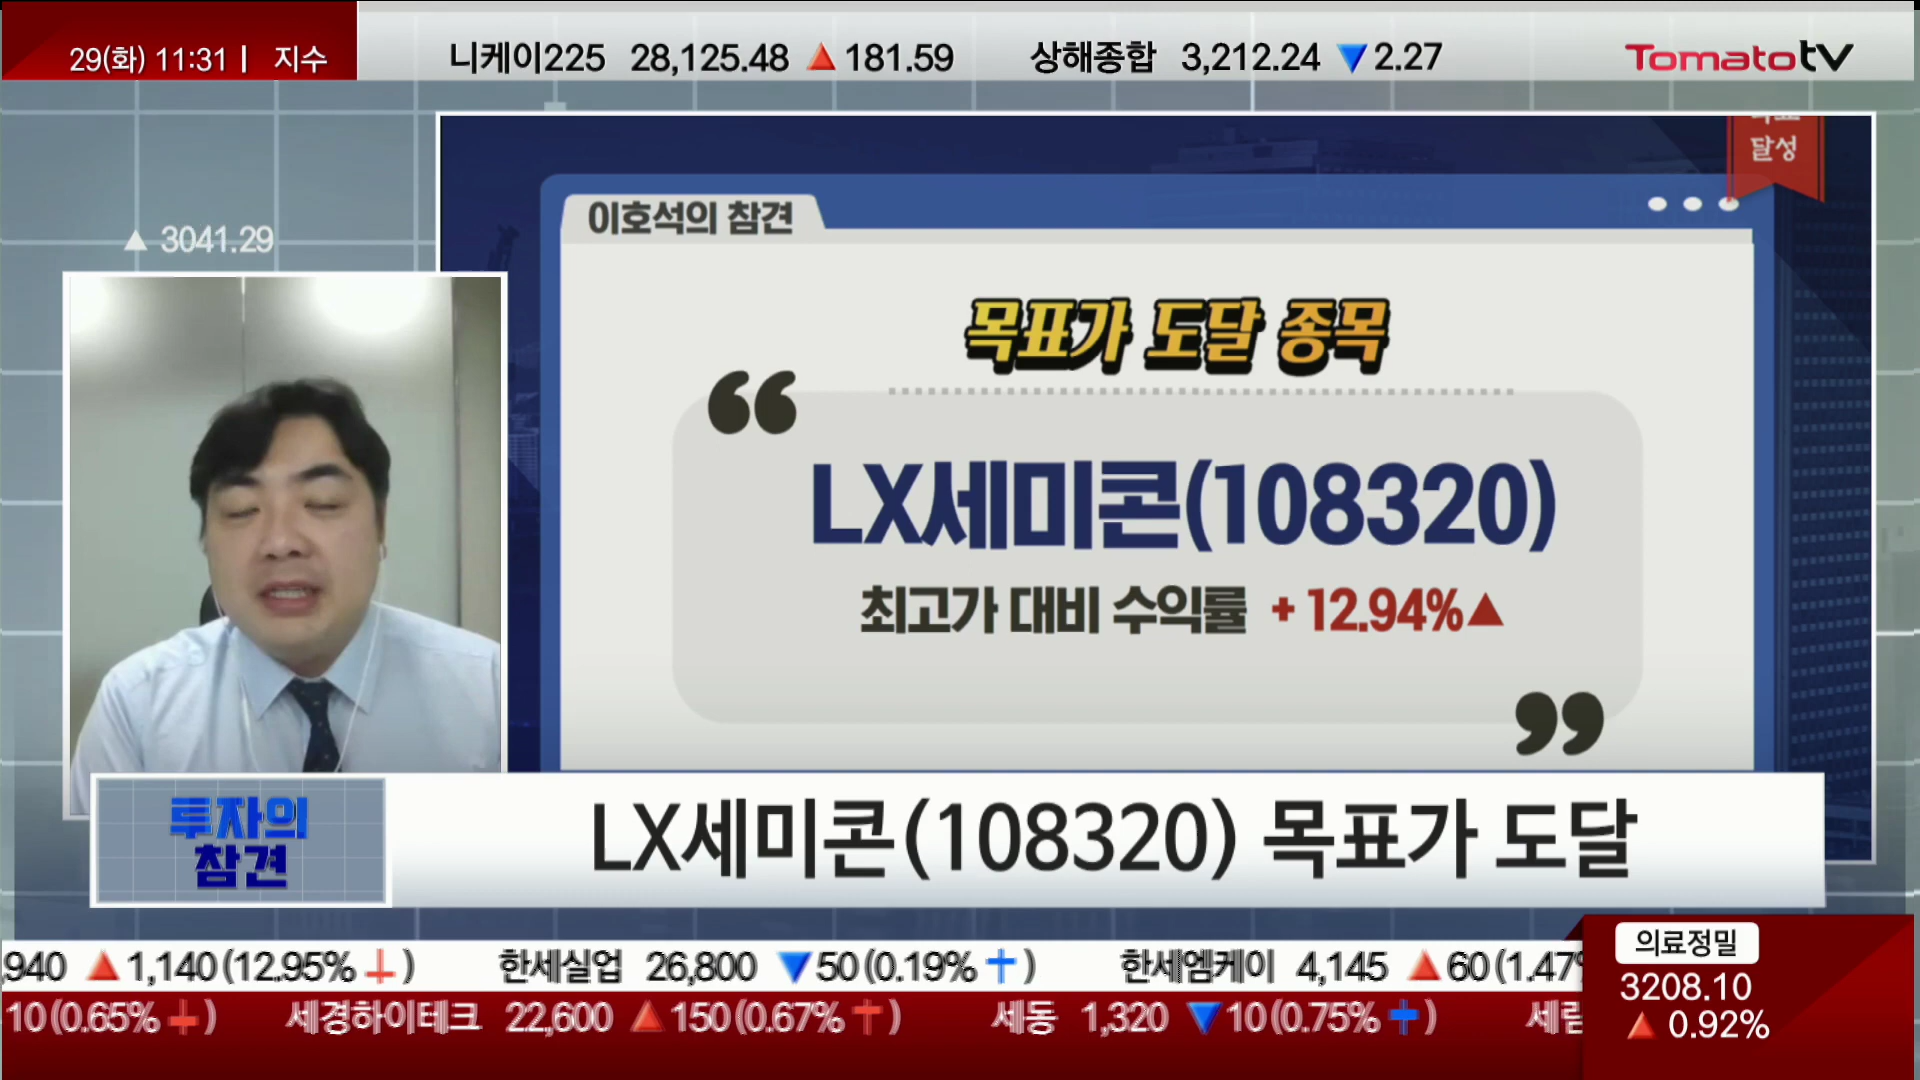 29(화) 11:31 | 지수 니케이225 28,125.48 ▲ 181.59 상해종합 3,212.24 ▼ 2.27 Tomatotv
달성
이호석의 참견
▲ 3041.29
목표가 도달 종목
“
LX세미콘(108320)
최고가 대비 수익률 + 12.94%▲
”
투자의
참견
LX세미콘(108320) 목표가 도달
,940 ▲1,140(12.95% ) 한세실업 26,800 ▼50(0.19% ) 한세엠케이 4,145 ▲60(1.47%
10(0.65% ) 세경하이테크 22,600 ▲150(0.67% ) 세동 1,320 ▼10(0.75% )
의료정밀
3208.10
▲ 0.92%